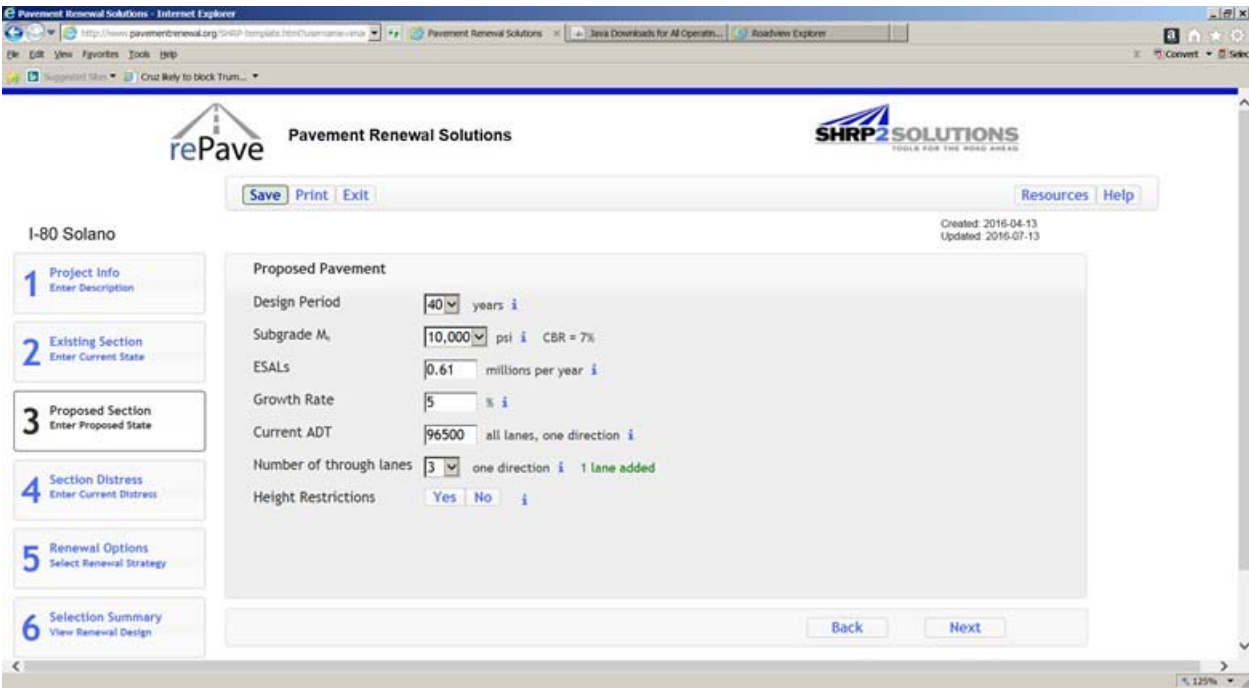 Pavement Renewal Solutions - Internet Explorer
Pavement Renewal Solutions
Java Downloads for All Operatin...
Roadview Explorer
File Edit View Favorites Tools Help
Convert
Selec
Suggested Sites
Cruz likely to block Trum...
rePave
Pavement Renewal Solutions
SHRP2 SOLUTIONS
TOOLS FOR THE ROAD AHEAD
Save Print Exit
Resources Help
I-80 Solano
Created: 2016-04-13
Updated: 2016-07-13
1 Project Info
Enter Description
2 Existing Section
Enter Current State
3 Proposed Section
Enter Proposed State
4 Section Distress
Enter Current Distress
5 Renewal Options
Select Renewal Strategy
6 Selection Summary
View Renewal Design
Proposed Pavement
Design Period 40 years i
Subgrade Mr 10,000 psi i CBR = 7%
ESALs 0.61 millions per year i
Growth Rate 5 % i
Current ADT 96500 all lanes, one direction i
Number of through lanes 3 one direction i 1 lane added
Height Restrictions Yes No i
Back Next
125%